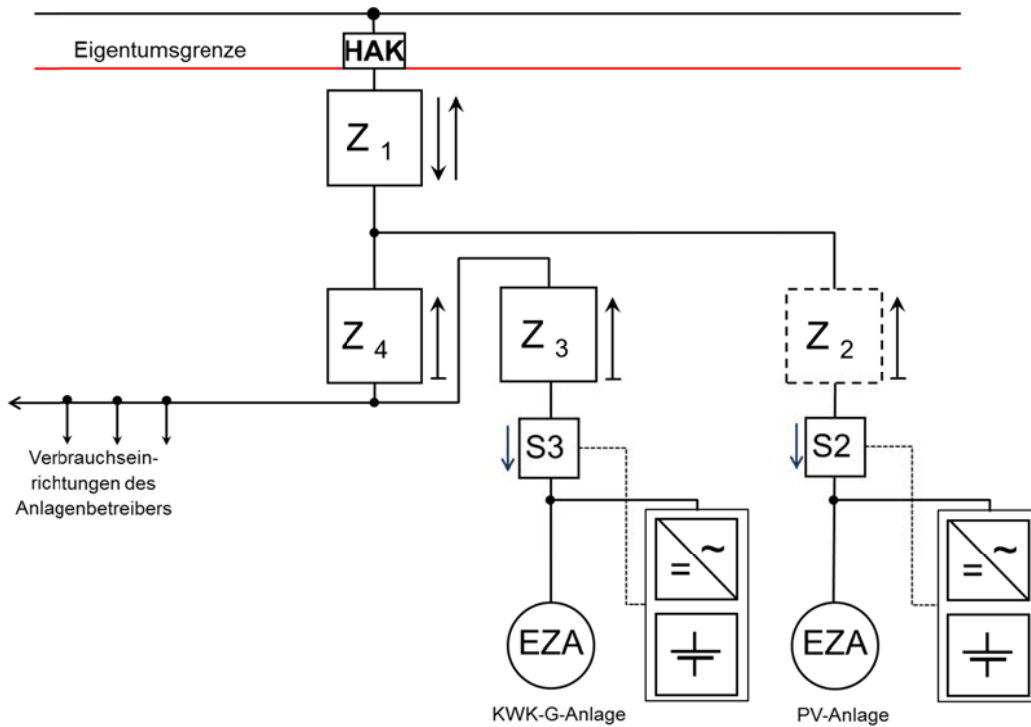 Eigentumsgrenze
HAK
Z 1
Z 4
Z 3
Z 2
S3
S2
Verbrauchsein-
richtungen des
Anlagenbetreibers
= ~
= ~
EZA
EZA
KWK-G-Anlage
PV-Anlage